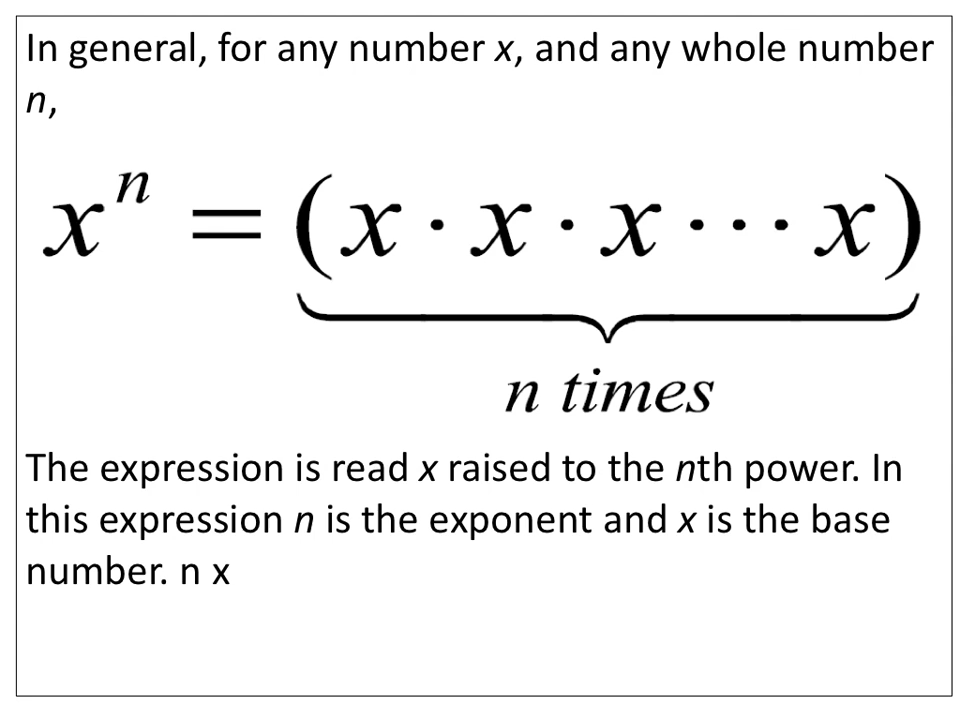 In general, for any number x, and any whole number
n,
xⁿ = (x · x · x · · · x)
n times
The expression is read x raised to the nth power. In
this expression n is the exponent and x is the base
number. n x